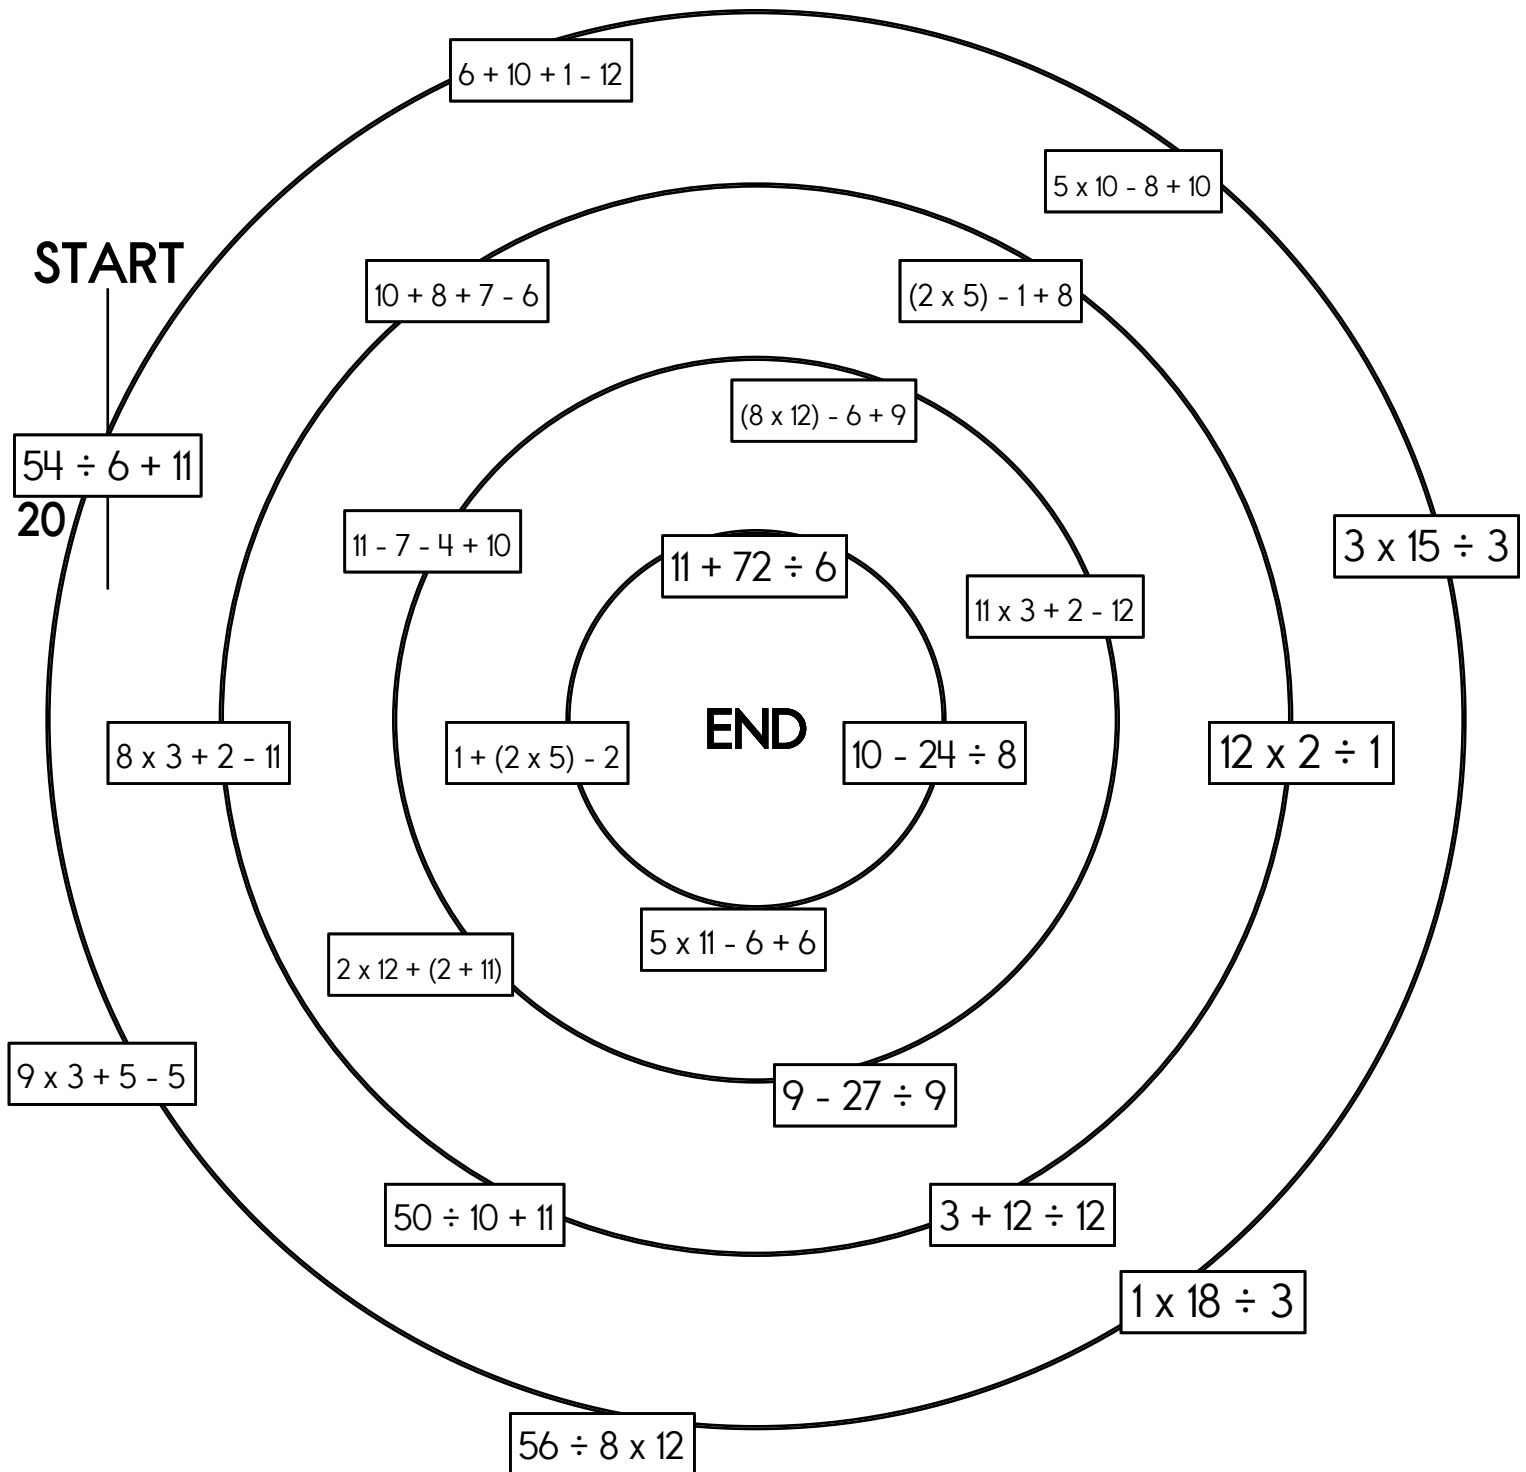 6 + 10 + 1 - 12
5 x 10 - 8 + 10
START
10 + 8 + 7 - 6
(2 x 5) - 1 + 8
(8 x 12) - 6 + 9
54 ÷ 6 + 11
20
11 - 7 - 4 + 10
3 x 15 ÷ 3
11 + 72 ÷ 6
11 x 3 + 2 - 12
END
8 x 3 + 2 - 11
1 + (2 x 5) - 2
10 - 24 ÷ 8
12 x 2 ÷ 1
5 x 11 - 6 + 6
2 x 12 + (2 + 11)
9 x 3 + 5 - 5
9 - 27 ÷ 9
50 ÷ 10 + 11
3 + 12 ÷ 12
1 x 18 ÷ 3
56 ÷ 8 x 12